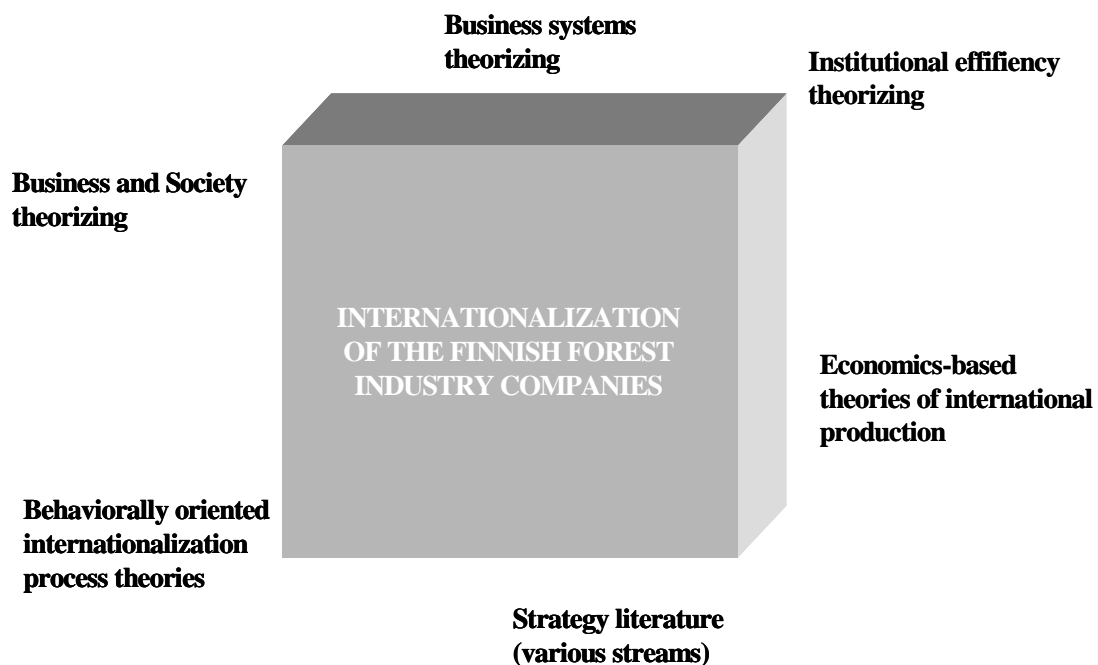 Business systems
theorizing
Institutional effifiency
theorizing
Business and Society
theorizing
INTERNATIONALIZATION
OF THE FINNISH FOREST
INDUSTRY COMPANIES
Economics-based
theories of international
production
Behaviorally oriented
internationalization
process theories
Strategy literature
(various streams)